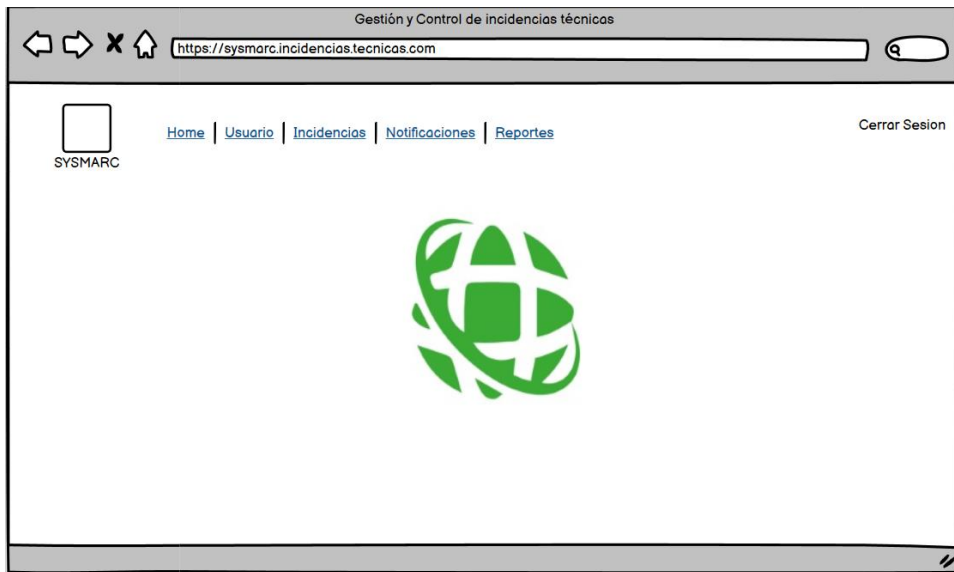 Gestión y Control de incidencias técnicas
https://sysmarc.incidencias.tecnicas.com
Home | Usuario | Incidencias | Notificaciones | Reportes
Cerrar Sesion
SYSMARC